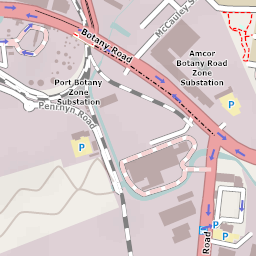 Botany Road
McCauley S
Amcor
Botany Road
Zone
Substation
Port Botany
Zone
Substation
Penrhyn Road
P
P
P
P
Road